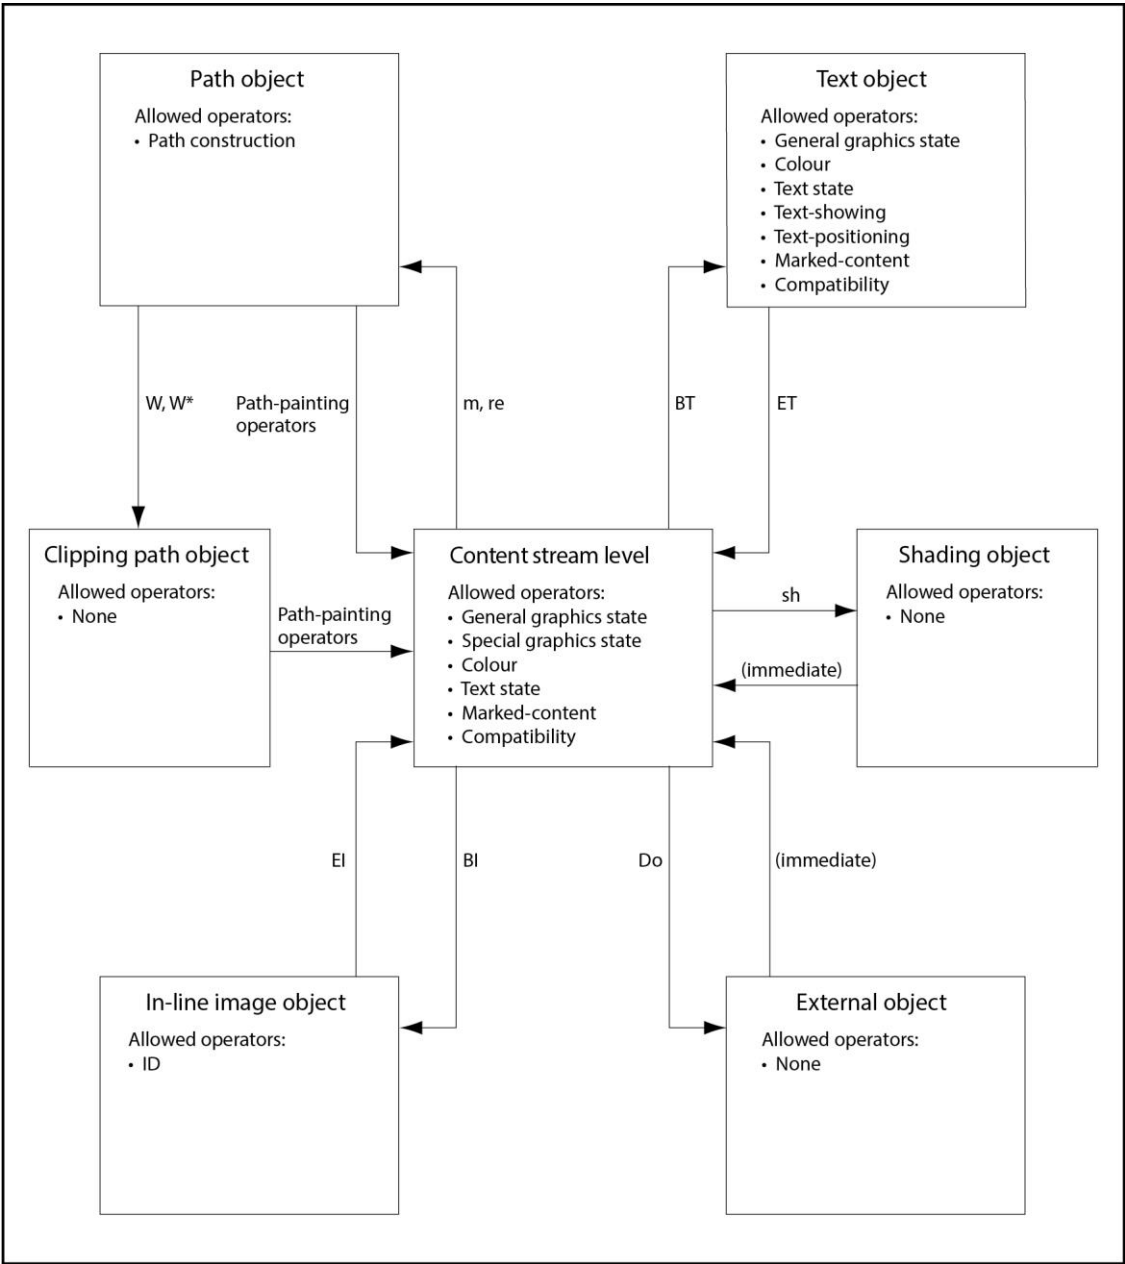 Path object
Allowed operators:
• Path construction
Text object
Allowed operators:
• General graphics state
• Colour
• Text state
• Text-showing
• Text-positioning
• Marked-content
• Compatibility
W, W*
Path-painting
operators
m, re
BT
ET
Clipping path object
Allowed operators:
• None
Path-painting
operators
Content stream level
Allowed operators:
• General graphics state
• Special graphics state
• Colour
• Text state
• Marked-content
• Compatibility
sh
(immediate)
Shading object
Allowed operators:
• None
EI
BI
Do
(immediate)
In-line image object
Allowed operators:
• ID
External object
Allowed operators:
• None